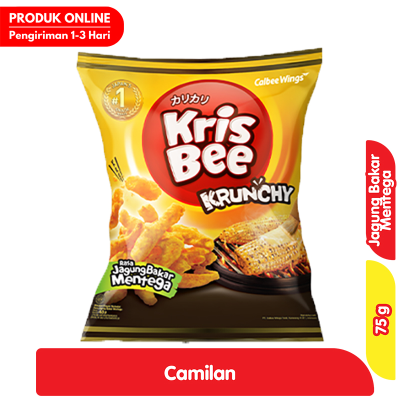 PRODUK ONLINE
Pengiriman 1-3 Hari
Calbee Wings
#1
カリカリ
Kris
Bee
KRUNCHY
Rasa
Jagung Bakar
Mentega
Jagung Bakar
Mentega
75 g
Camilan